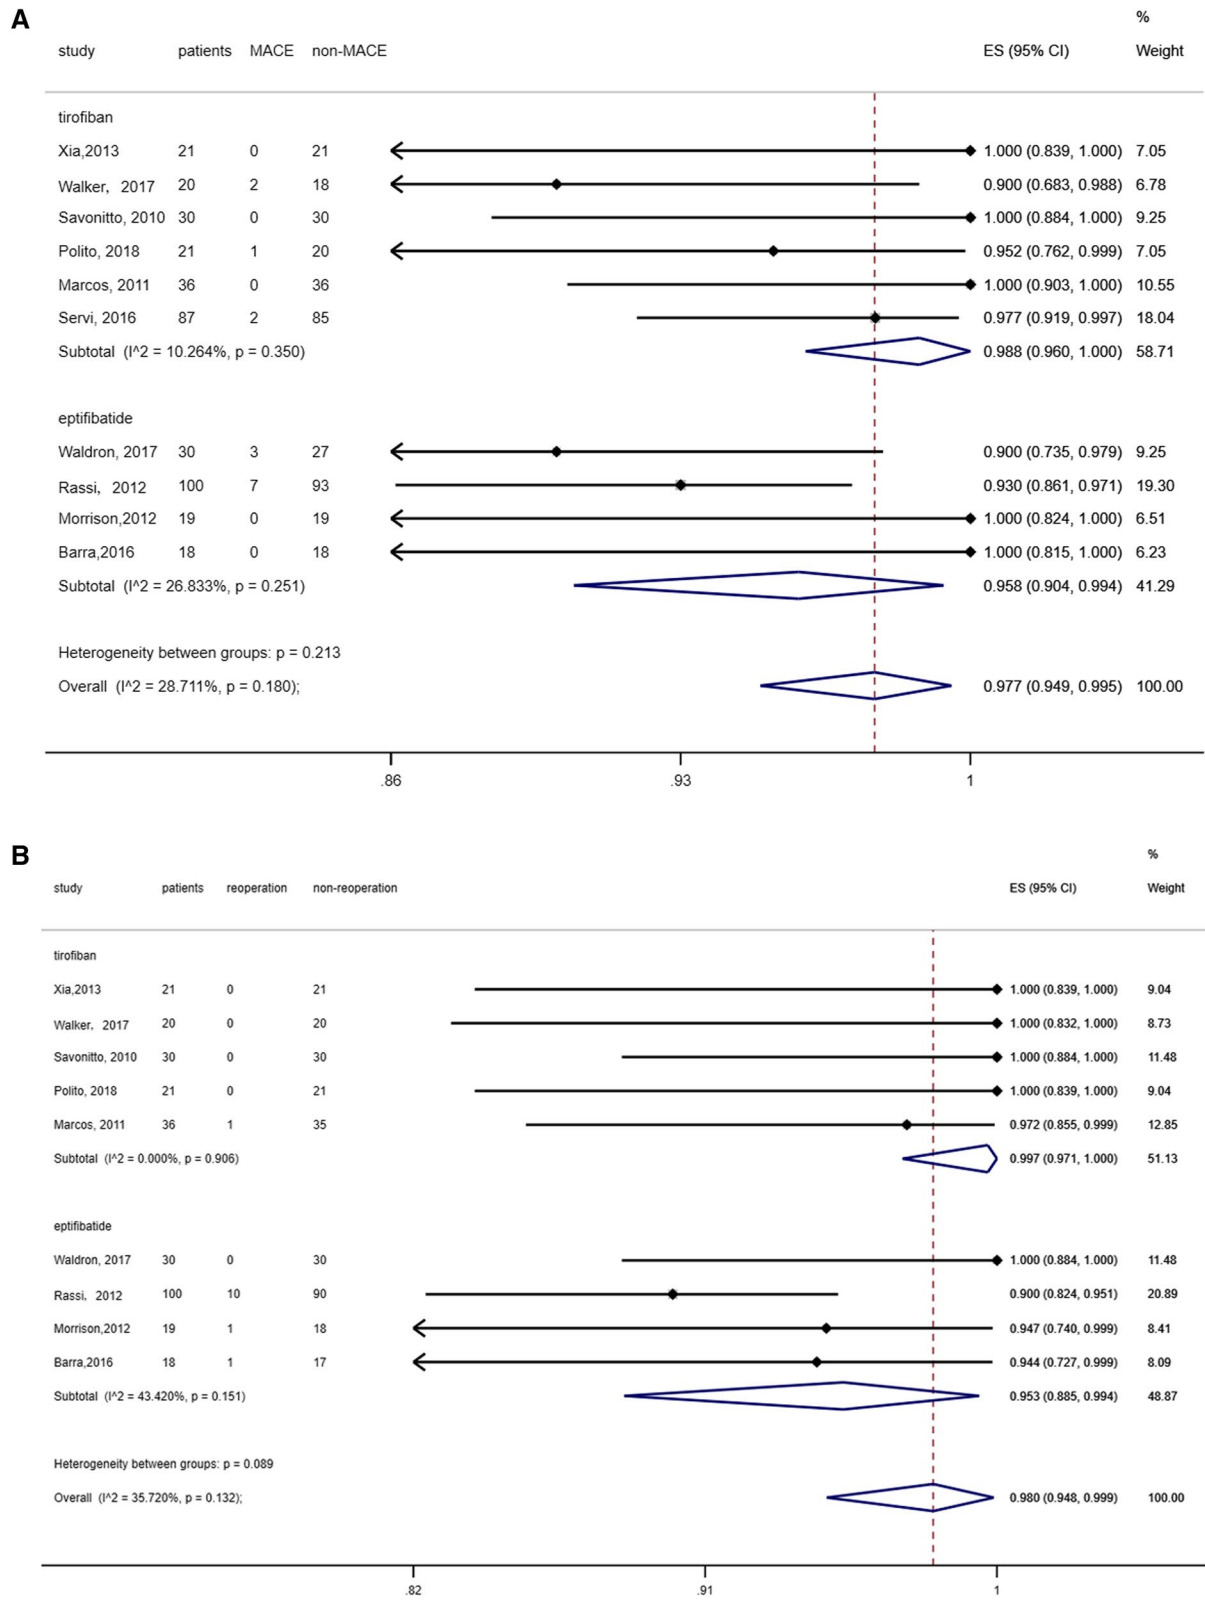 A
%
study patients MACE non-MACE ES (95% CI) Weight
tirofiban
Xia,2013 21 0 21 1.000 (0.839, 1.000) 7.05
Walker, 2017 20 2 18 0.900 (0.683, 0.988) 6.78
Savonitto, 2010 30 0 30 1.000 (0.884, 1.000) 9.25
Polito, 2018 21 1 20 0.952 (0.762, 0.999) 7.05
Marcos, 2011 36 0 36 1.000 (0.903, 1.000) 10.55
Servi, 2016 87 2 85 0.977 (0.919, 0.997) 18.04
Subtotal (I^2 = 10.264%, p = 0.350) 0.988 (0.960, 1.000) 58.71
eptifibatide
Waldron, 2017 30 3 27 0.900 (0.735, 0.979) 9.25
Rassi, 2012 100 7 93 0.930 (0.861, 0.971) 19.30
Morrison,2012 19 0 19 1.000 (0.824, 1.000) 6.51
Barra,2016 18 0 18 1.000 (0.815, 1.000) 6.23
Subtotal (I^2 = 26.833%, p = 0.251) 0.958 (0.904, 0.994) 41.29
Heterogeneity between groups: p = 0.213
Overall (I^2 = 28.711%, p = 0.180); 0.977 (0.949, 0.995) 100.00
.86 .93 1
B
%
study patients reoperation non-reoperation ES (95% CI) Weight
tirofiban
Xia,2013 21 0 21 1.000 (0.839, 1.000) 9.04
Walker, 2017 20 0 20 1.000 (0.832, 1.000) 8.73
Savonitto, 2010 30 0 30 1.000 (0.884, 1.000) 11.48
Polito, 2018 21 0 21 1.000 (0.839, 1.000) 9.04
Marcos, 2011 36 1 35 0.972 (0.855, 0.999) 12.85
Subtotal (I^2 = 0.000%, p = 0.906) 0.997 (0.971, 1.000) 51.13
eptifibatide
Waldron, 2017 30 0 30 1.000 (0.884, 1.000) 11.48
Rassi, 2012 100 10 90 0.900 (0.824, 0.951) 20.89
Morrison,2012 19 1 18 0.947 (0.740, 0.999) 8.41
Barra,2016 18 1 17 0.944 (0.727, 0.999) 8.09
Subtotal (I^2 = 43.420%, p = 0.151) 0.953 (0.885, 0.994) 48.87
Heterogeneity between groups: p = 0.089
Overall (I^2 = 35.720%, p = 0.132); 0.980 (0.948, 0.999) 100.00
.82 .91 1